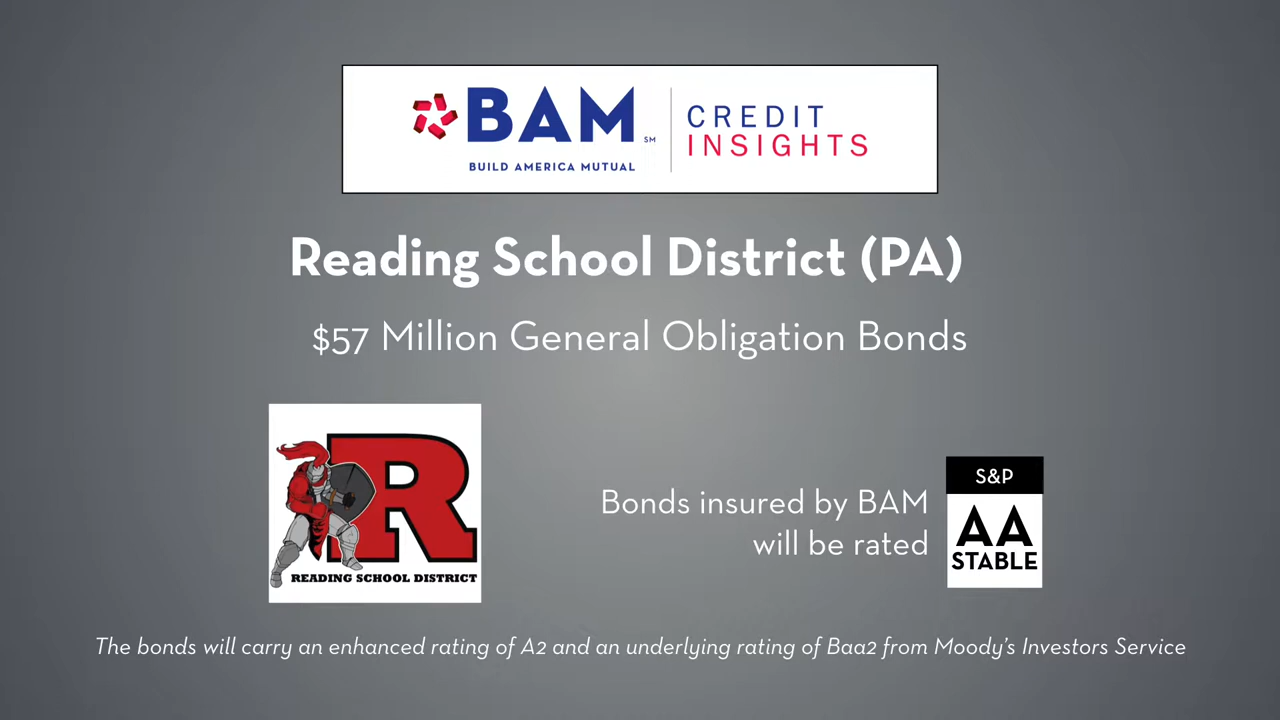 BAM SM
BUILD AMERICA MUTUAL
CREDIT
INSIGHTS
Reading School District (PA)
$57 Million General Obligation Bonds
R
READING SCHOOL DISTRICT
Bonds insured by BAM
will be rated
S&P
AA
STABLE
The bonds will carry an enhanced rating of A2 and an underlying rating of Baa2 from Moody's Investors Service